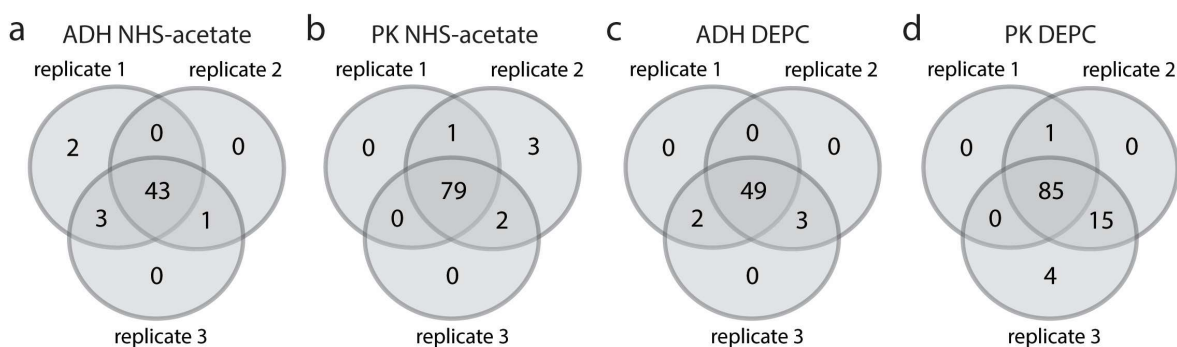 a ADH NHS-acetate b PK NHS-acetate c ADH DEPC d PK DEPC
replicate 1 replicate 2 replicate 1 replicate 2 replicate 1 replicate 2 replicate 1 replicate 2
2 0 0 0 1 3 0 0 0 0 1 0
43 79 49 85
3 1 0 2 2 3 0 15
0 0 0 4
replicate 3 replicate 3 replicate 3 replicate 3